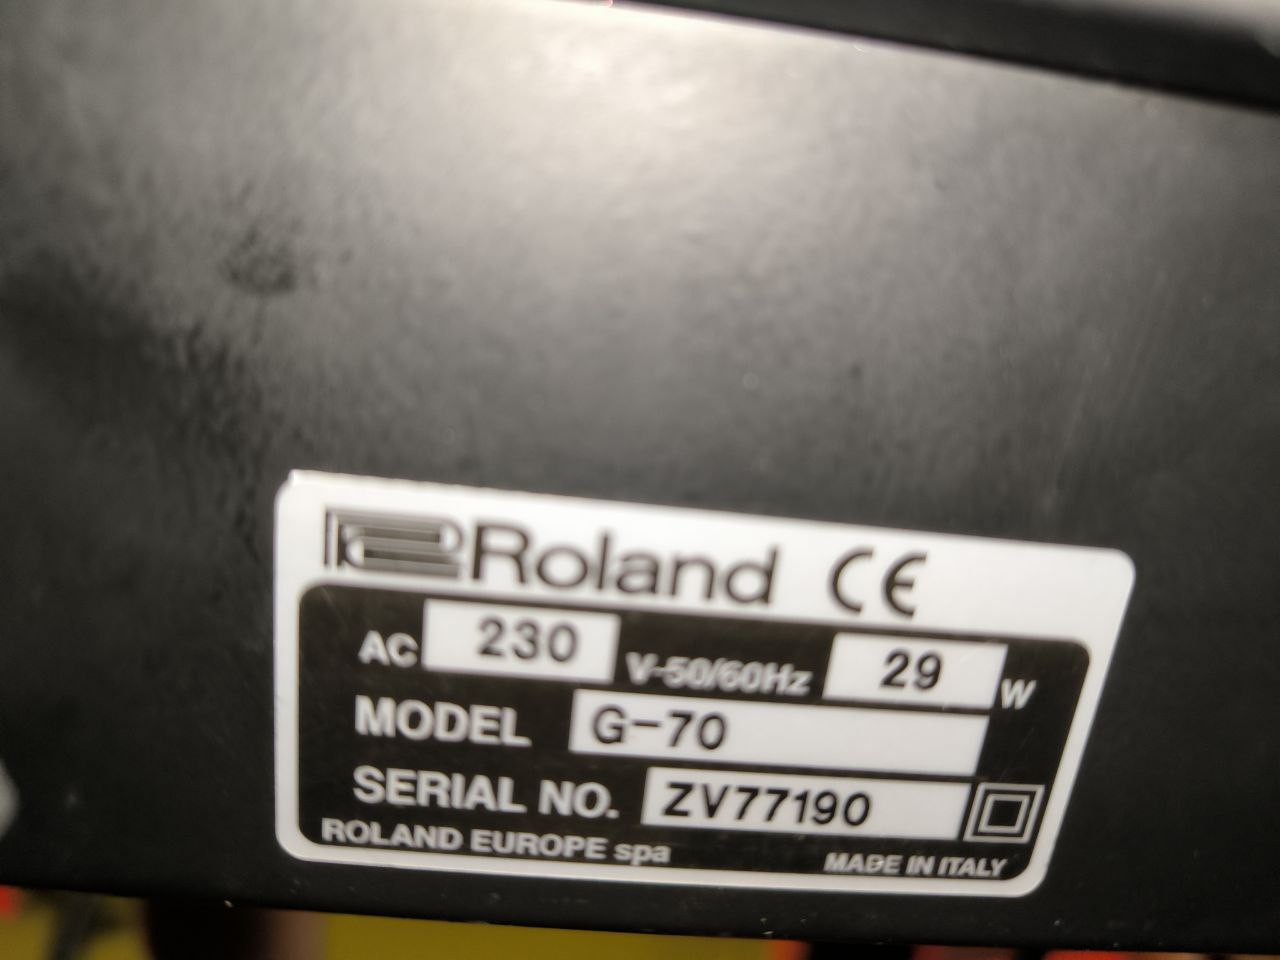 Roland CE
AC 230 V-50/60Hz 29 W
MODEL G-70
SERIAL NO. ZV77190
ROLAND EUROPE spa MADE IN ITALY